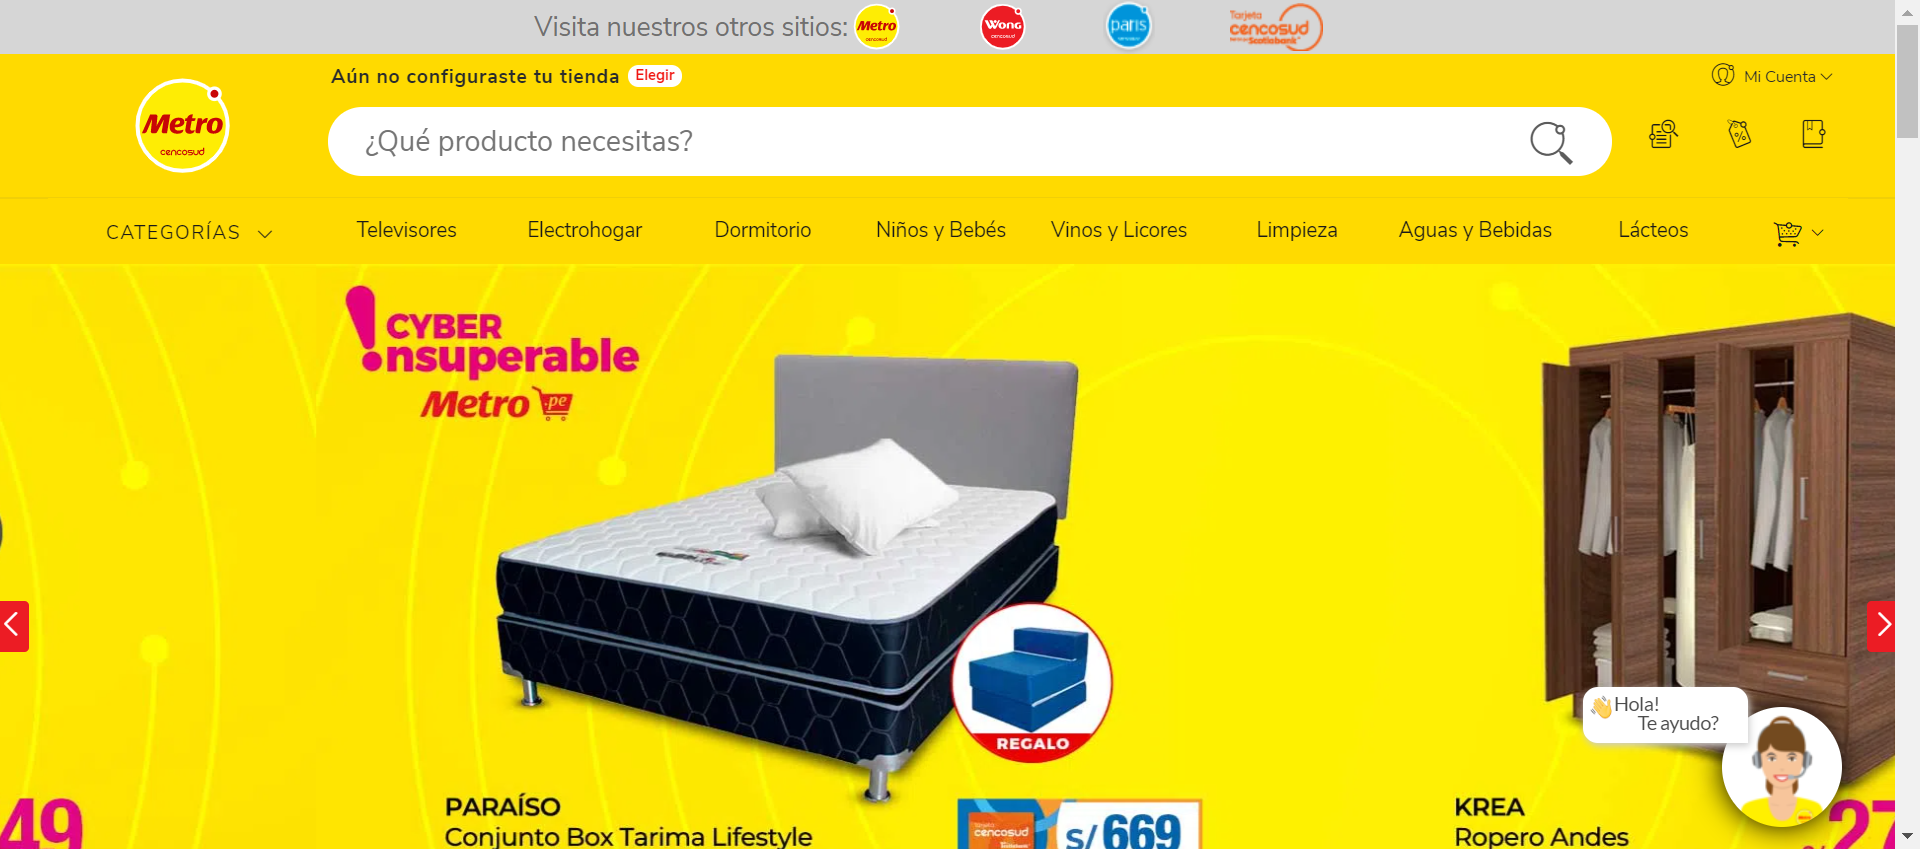 Visita nuestros otros sitios:
Metro
cencosud
Wong
cencosud
paris
Tarjeta
cencosud
Scotiabank
Aún no configuraste tu tienda
Elegir
Mi Cuenta
Metro
cencosud
¿Qué producto necesitas?
%
CATEGORÍAS
Televisores
Electrohogar
Dormitorio
Niños y Bebés
Vinos y Licores
Limpieza
Aguas y Bebidas
Lácteos
CYBER
!nsuperable
Metro .pe
REGALO
Hola!
Te ayudo?
49
PARAÍSO
Conjunto Box Tarima Lifestyle
Tarjeta
cencosud
S/ 669
KREA
Ropero Andes
S/ 27